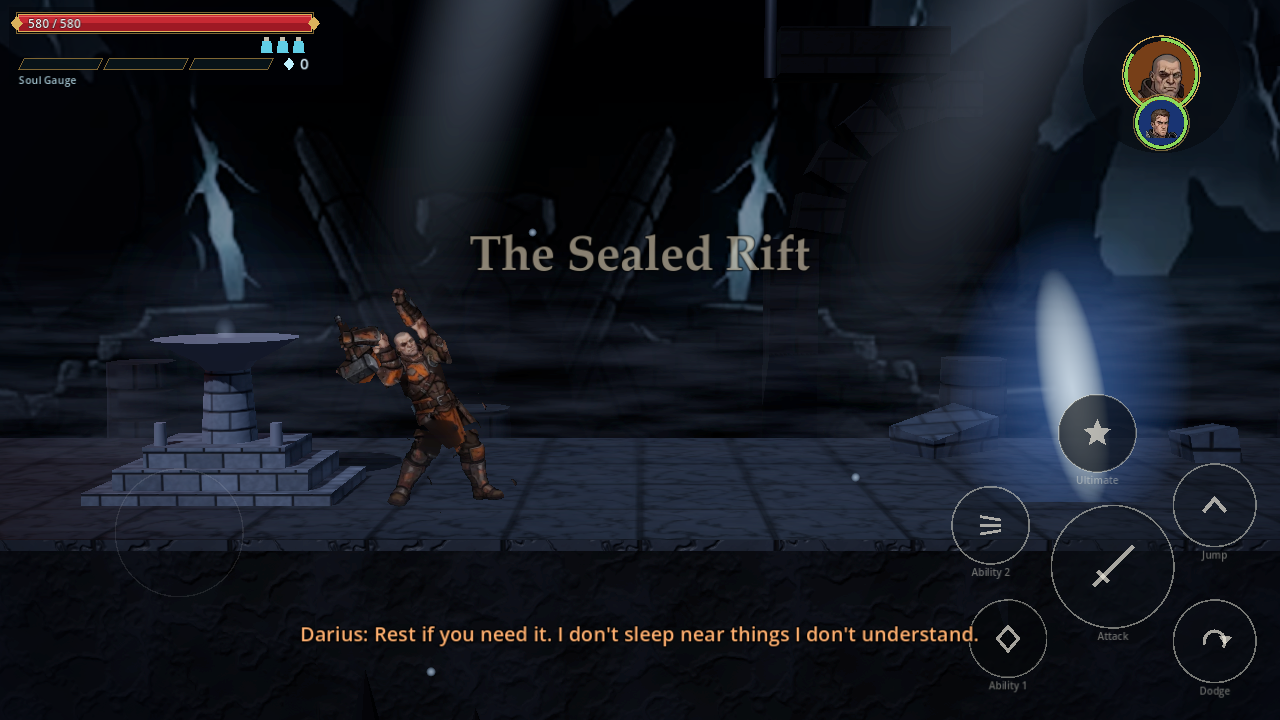 580 / 580
0
Soul Gauge
The Sealed Rift
Ultimate
Ability 2
Jump
Attack
Darius: Rest if you need it. I don't sleep near things I don't understand.
Ability 1
Dodge